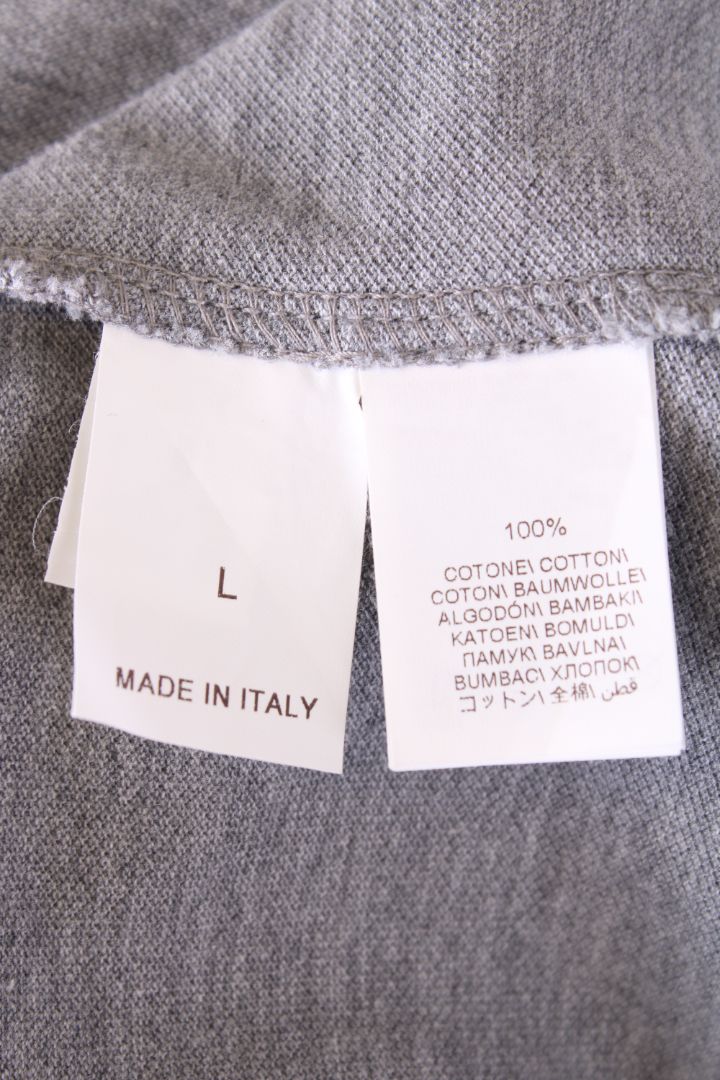 L
MADE IN ITALY
100%
COTONE\ COTTON\
COTON\ BAUMWOLLE\
ALGODÓN\ BAMBAKI\
KATOEN\ BOMULD\
ПАМУК\ BAVLNA\
BUMBAC\ ХЛОПОК\
コットン\ 全棉\ قطن